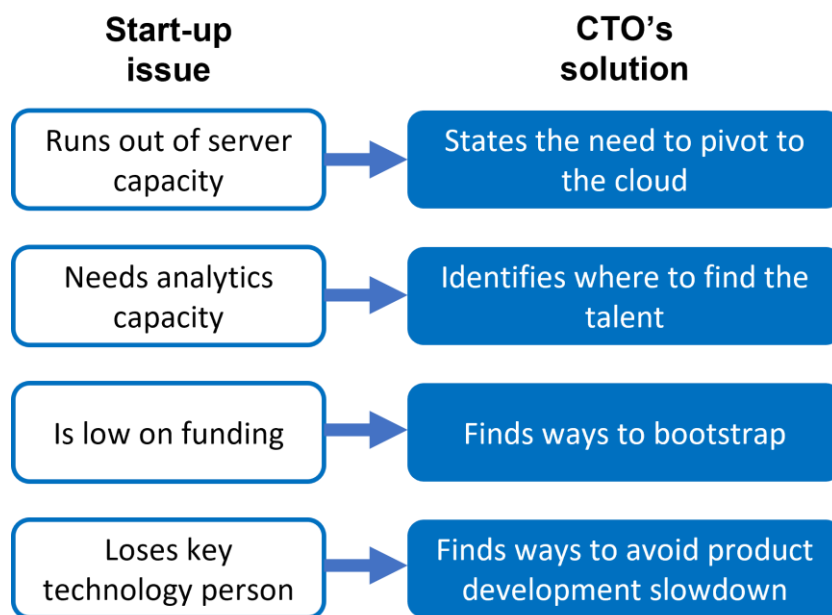 Start-up
issue
CTO’s
solution
Runs out of server
capacity
States the need to pivot to
the cloud
Needs analytics
capacity
Identifies where to find the
talent
Is low on funding
Finds ways to bootstrap
Loses key
technology person
Finds ways to avoid product
development slowdown